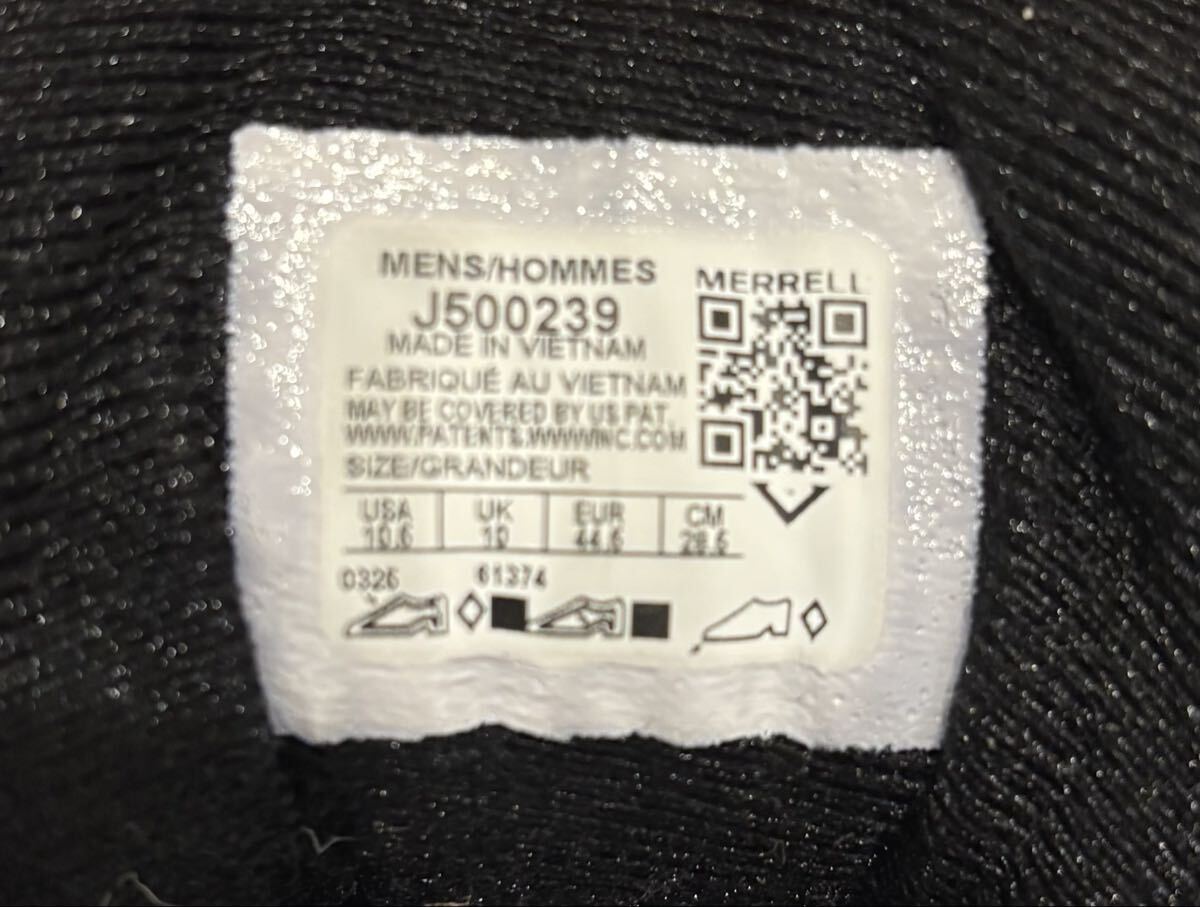 MENS/HOMMES
J500239
MADE IN VIETNAM
FABRIQUÉ AU VIETNAM
MAY BE COVERED BY US PAT.
WWW.PATENTS.WWWINC.COM
SIZE/GRANDEUR
MERRELL
USA UK EUR CM
10.5 10 44.5 28.5
0325 61374